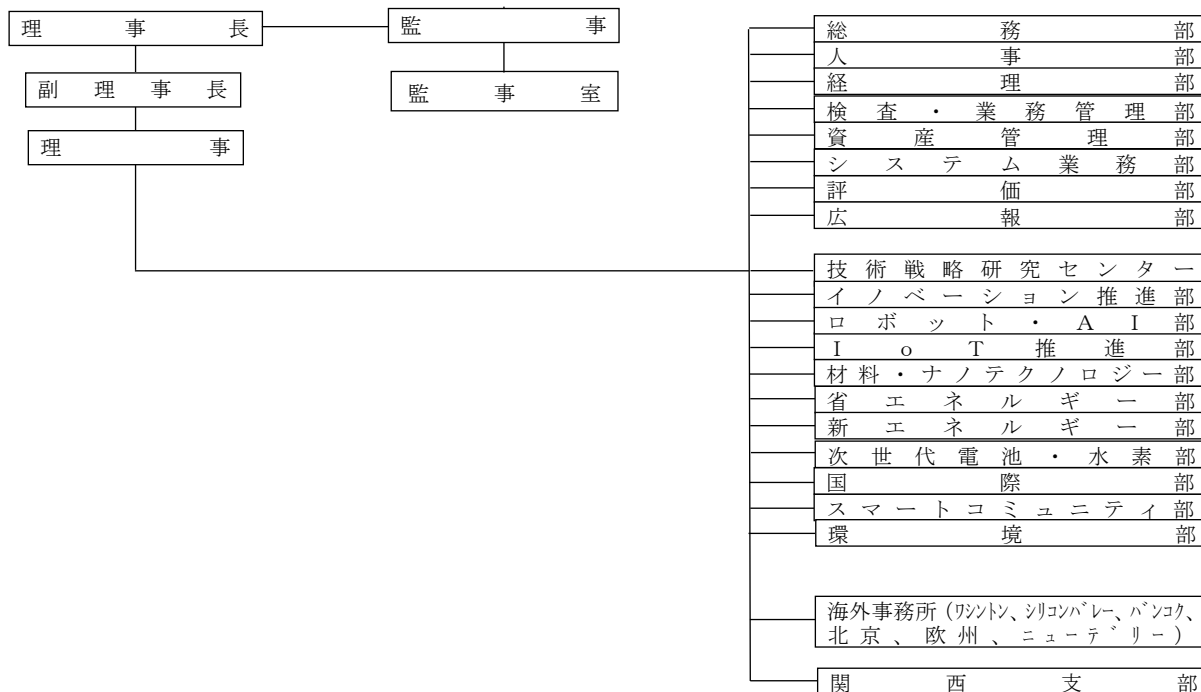 理事長
監事
副理事長
監事室
理事
総務部
人事部
経理部
検査・業務管理部
資産管理部
システム業務部
評価部
広報部
技術戦略研究センター
イノベーション推進部
ロボット・AI部
IoT推進部
材料・ナノテクノロジー部
省エネルギー部
新エネルギー部
次世代電池・水素部
国際部
スマートコミュニティ部
環境部
海外事務所(ﾜｼﾝﾄﾝ、ｼﾘｺﾝﾊﾞﾚｰ、ﾊﾞﾝｺｸ、
北京、欧州、ニューデリー)
関西支部